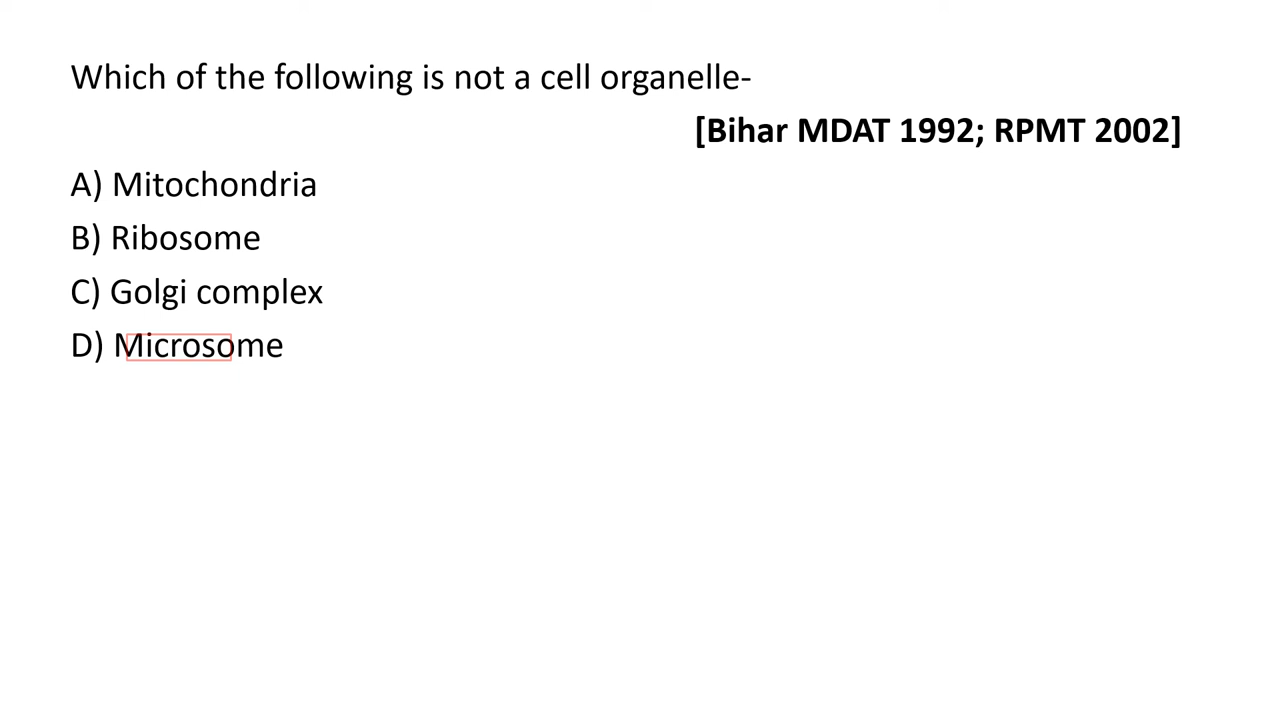 Which of the following is not a cell organelle-
[Bihar MDAT 1992; RPMT 2002]
A) Mitochondria
B) Ribosome
C) Golgi complex
D) Microsome